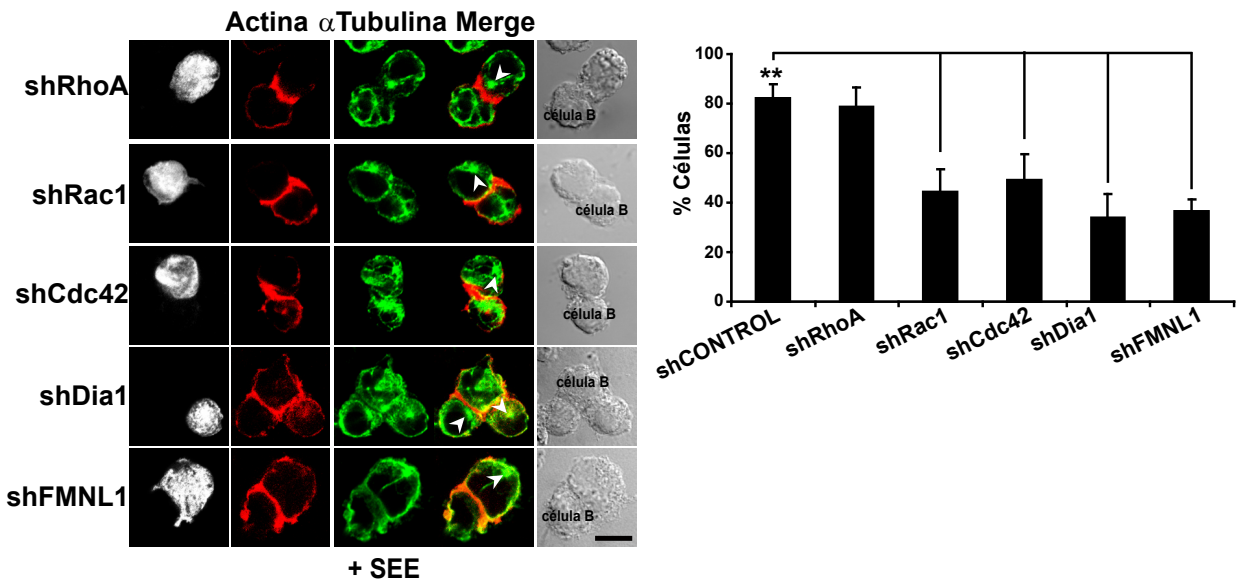 Actina αTubulina Merge
shRhoA
célula B
shRac1
célula B
shCdc42
célula B
shDia1
célula B
shFMNL1
célula B
+ SEE
% Células
100
80
60
40
20
0
**
shCONTROL
shRhoA
shRac1
shCdc42
shDia1
shFMNL1